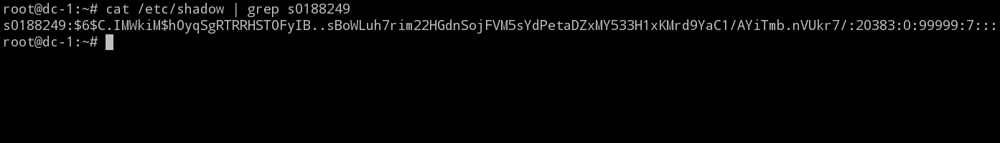 root@dc-1:~# cat /etc/shadow | grep s0188249
s0188249:$6$C.IMWkiM$hOyqSgRTRRHST0FyIB..sBoWLuh7rim22HGdnSojFVM5sYdPetaDZxMY533H1xKMrd9YaC1/AYiTmb.nVUkr7/:20383:0:99999:7:::
root@dc-1:~#